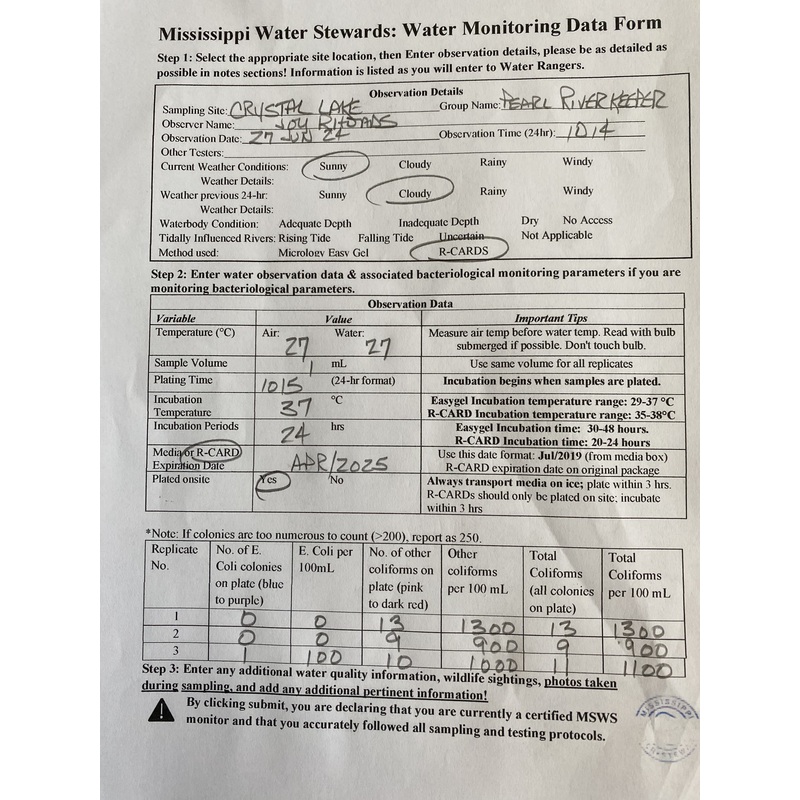 Mississippi Water Stewards: Water Monitoring Data Form
Step 1: Select the appropriate site location, then Enter observation details, please be as detailed as
possible in notes sections! Information is listed as you will enter to Water Rangers.
Observation Details
Sampling Site: CRYSTAL LAKE Group Name: PEARL RIVERKEEPER
Observer Name: JOY RHOADS
Observation Date: 27 JUN 24 Observation Time (24hr): 1014
Other Testers:
Current Weather Conditions: Sunny Cloudy Rainy Windy
Weather Details:
Weather previous 24-hr: Sunny Cloudy Rainy Windy
Weather Details:
Waterbody Condition: Adequate Depth Inadequate Depth Dry No Access
Tidally Influenced Rivers: Rising Tide Falling Tide Uncertain Not Applicable
Method used: Micrology Easy Gel R-CARDS
Step 2: Enter water observation data & associated bacteriological monitoring parameters if you are
monitoring bacteriological parameters.
Observation Data
Variable Value Important Tips
Temperature (°C) Air: 27 Water: 27 Measure air temp before water temp. Read with bulb
submerged if possible. Don't touch bulb.
Sample Volume 1 mL Use same volume for all replicates
Plating Time 1015 (24-hr format) Incubation begins when samples are plated.
Incubation 37 °C Easygel Incubation temperature range: 29-37 °C
Temperature R-CARD Incubation temperature range: 35-38°C
Incubation Periods 24 hrs Easygel Incubation time: 30-48 hours.
R-CARD Incubation time: 20-24 hours
Media or R-CARD APR/2025 Use this date format: Jul/2019 (from media box)
Expiration Date R-CARD expiration date on original package
Plated onsite Yes No Always transport media on ice; plate within 3 hrs.
R-CARDs should only be plated on site; incubate
within 3 hrs
*Note: If colonies are too numerous to count (>200), report as 250.
Replicate No. of E. E. Coli per No. of other Other Total Total
No. Coli colonies 100mL coliforms on coliforms Coliforms Coliforms
on plate (blue plate (pink per 100 mL (all colonies per 100 mL
to purple) to dark red) on plate)
1 0 0 13 1300 13 1300
2 0 0 9 900 9 900
3 1 100 10 1000 11 1100
Step 3: Enter any additional water quality information, wildlife sightings, photos taken
during sampling, and add any additional pertinent information!
By clicking submit, you are declaring that you are currently a certified MSWS
monitor and that you accurately followed all sampling and testing protocols.
MISSISSIPPI